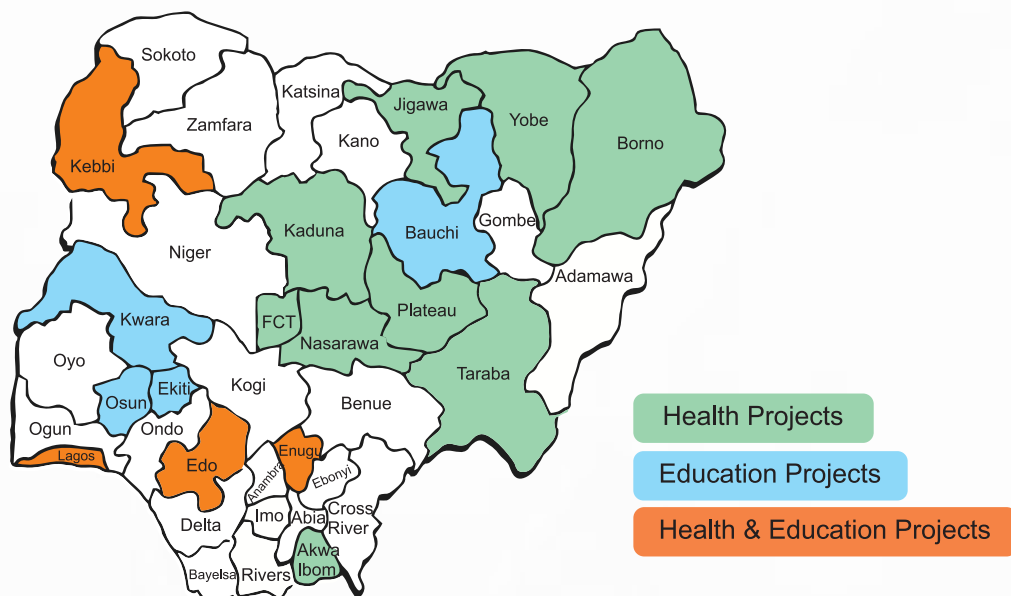 Sokoto
Katsina
Jigawa
Yobe
Borno
Zamfara
Kano
Kebbi
Kaduna
Bauchi
Gombe
Niger
Adamawa
Kwara
FCT
Plateau
Nasarawa
Oyo
Taraba
Ekiti
Kogi
Osun
Benue
Ogun
Ondo
Lagos
Edo
Enugu
Anambra
Ebonyi
Delta
Imo
Abia
Cross
River
Akwa
Ibom
Bayelsa
Rivers
Health Projects
Education Projects
Health & Education Projects